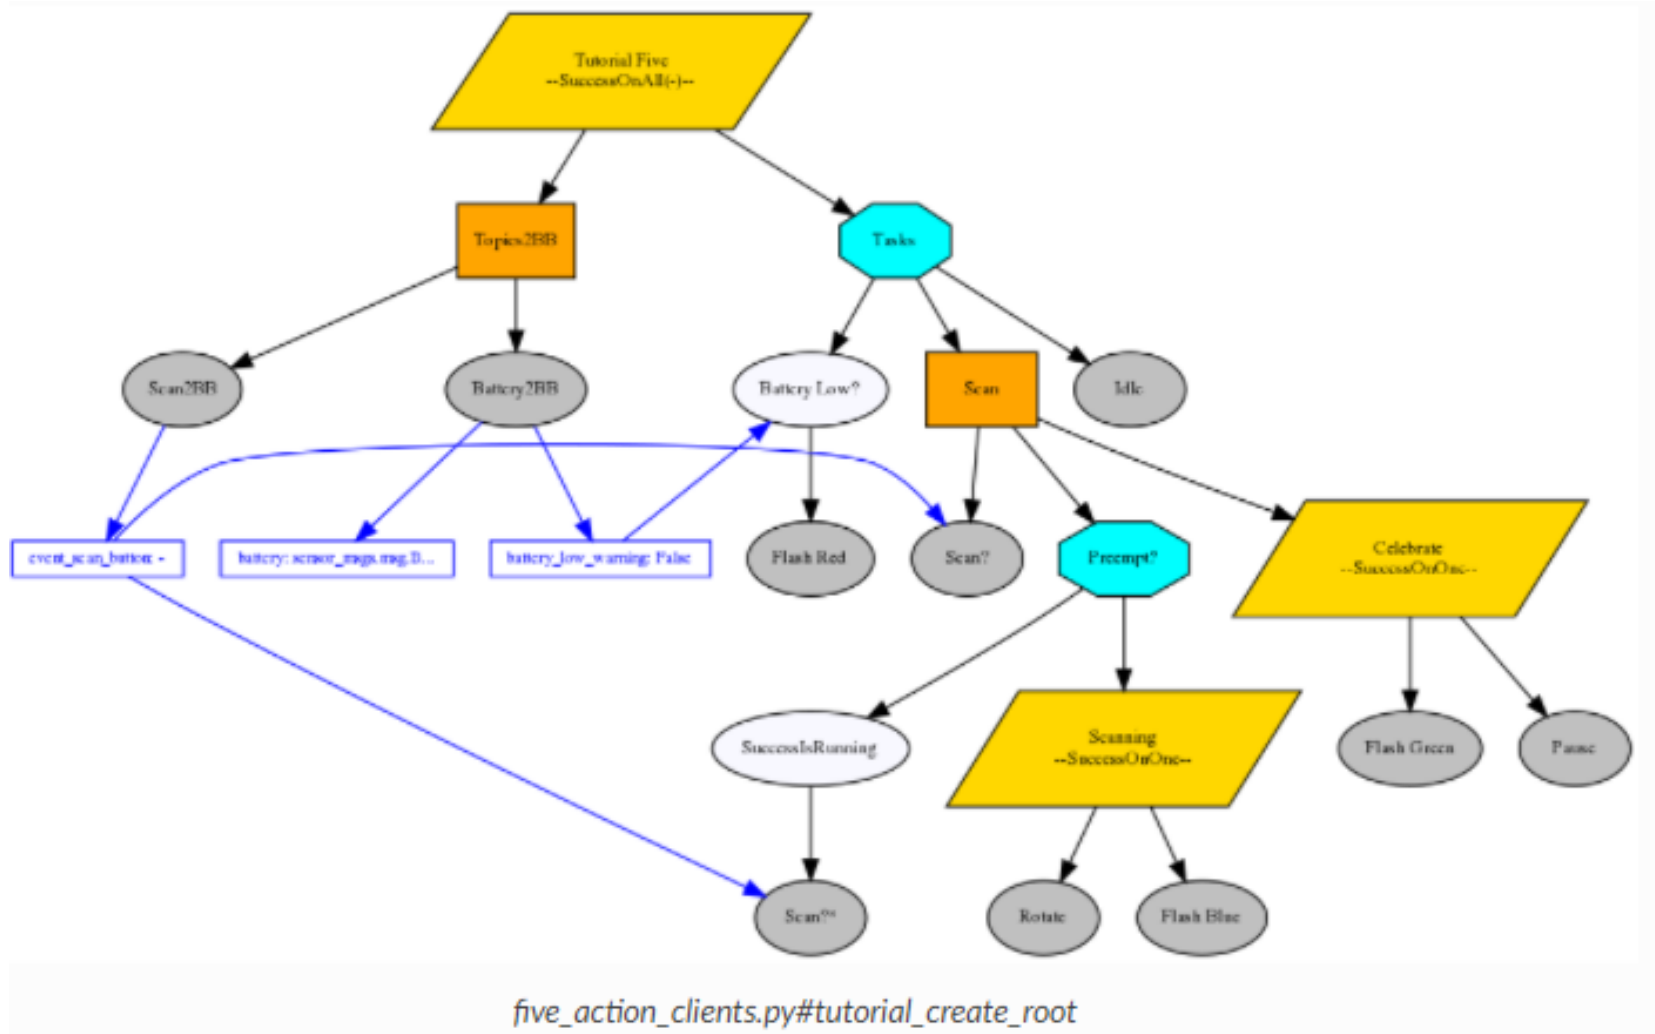 Tutorial Five
--SuccessOnAll(-)--
Topics2BB
Tasks
Scan2BB
Battery2BB
Battery Low?
Scan
Idle
event_scan_button: -
battery: sensor_msgs.msg.B...
battery_low_warning: False
Flash Red
Scan?
Preempt?
Celebrate
--SuccessOnOne--
SuccessIsRunning
Scanning
--SuccessOnOne--
Flash Green
Pause
Scan?*
Rotate
Flash Blue
five_action_clients.py#tutorial_create_root